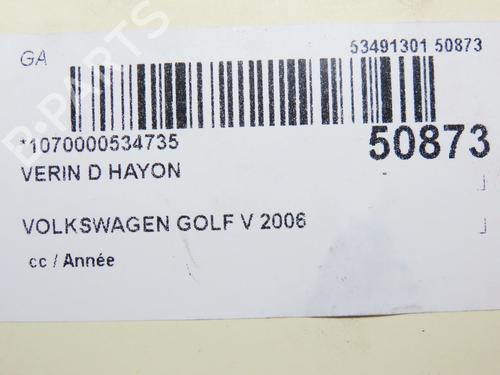 GA
53491301 50873
*1070000534735
50873
VERIN D HAYON
VOLKSWAGEN GOLF V 2006
cc / Année
B-PARTS